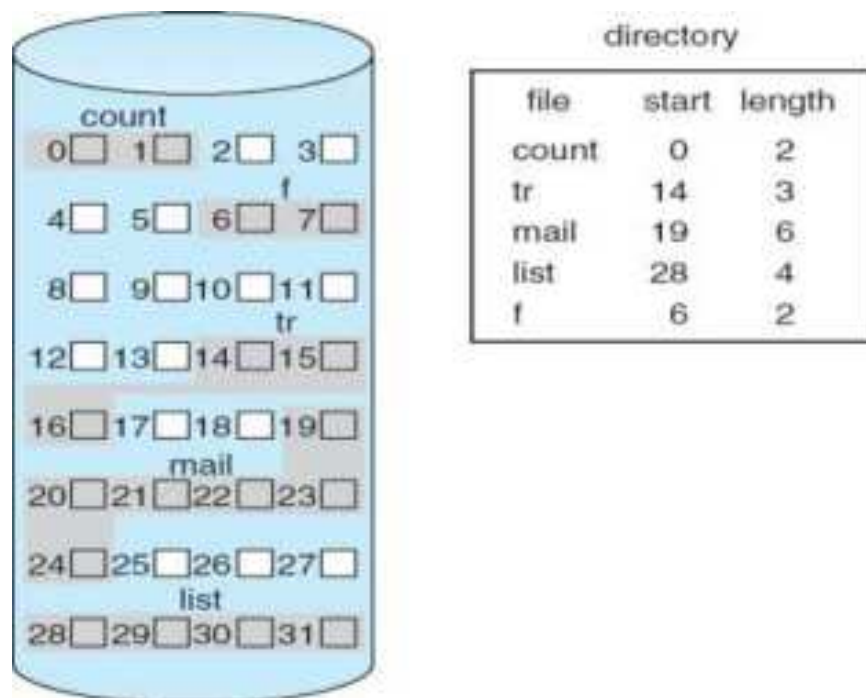 count
0 1 2 3
f
4 5 6 7
8 9 10 11
tr
12 13 14 15
16 17 18 19
mail
20 21 22 23
24 25 26 27
list
28 29 30 31
directory
file start length
count 0 2
tr 14 3
mail 19 6
list 28 4
f 6 2